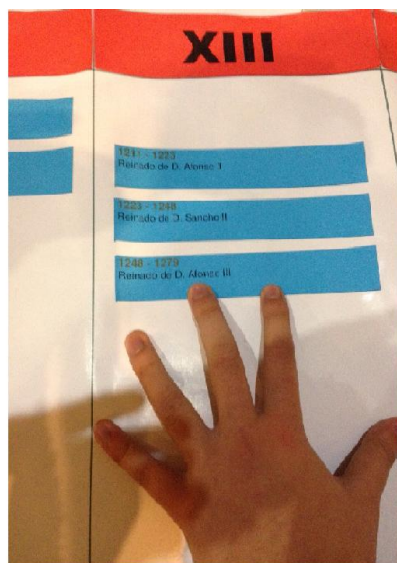 XIII
1211 - 1223
Reinado de D. Afonso II
1223 - 1248
Reinado de D. Sancho II
1248 - 1279
Reinado de D. Afonso III